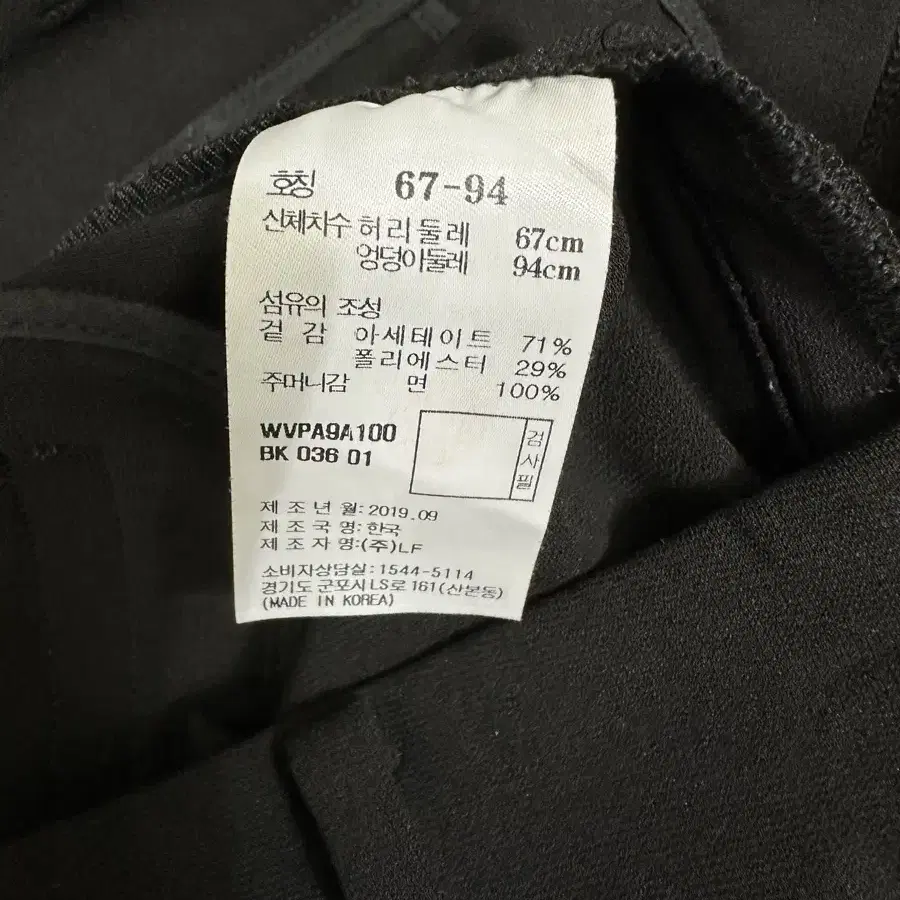 호칭 67-94
신체치수 허리둘레 67cm
엉덩이둘레 94cm
섬유의 조성
겉감 아세테이트 71%
폴리에스터 29%
주머니감 면 100%
WVPA9A100
BK 036 01
검사필
제조년월:2019.09
제조국명:한국
제조자명:(주)LF
소비자상담실:1544-5114
경기도 군포시 LS로 161(산본동)
(MADE IN KOREA)